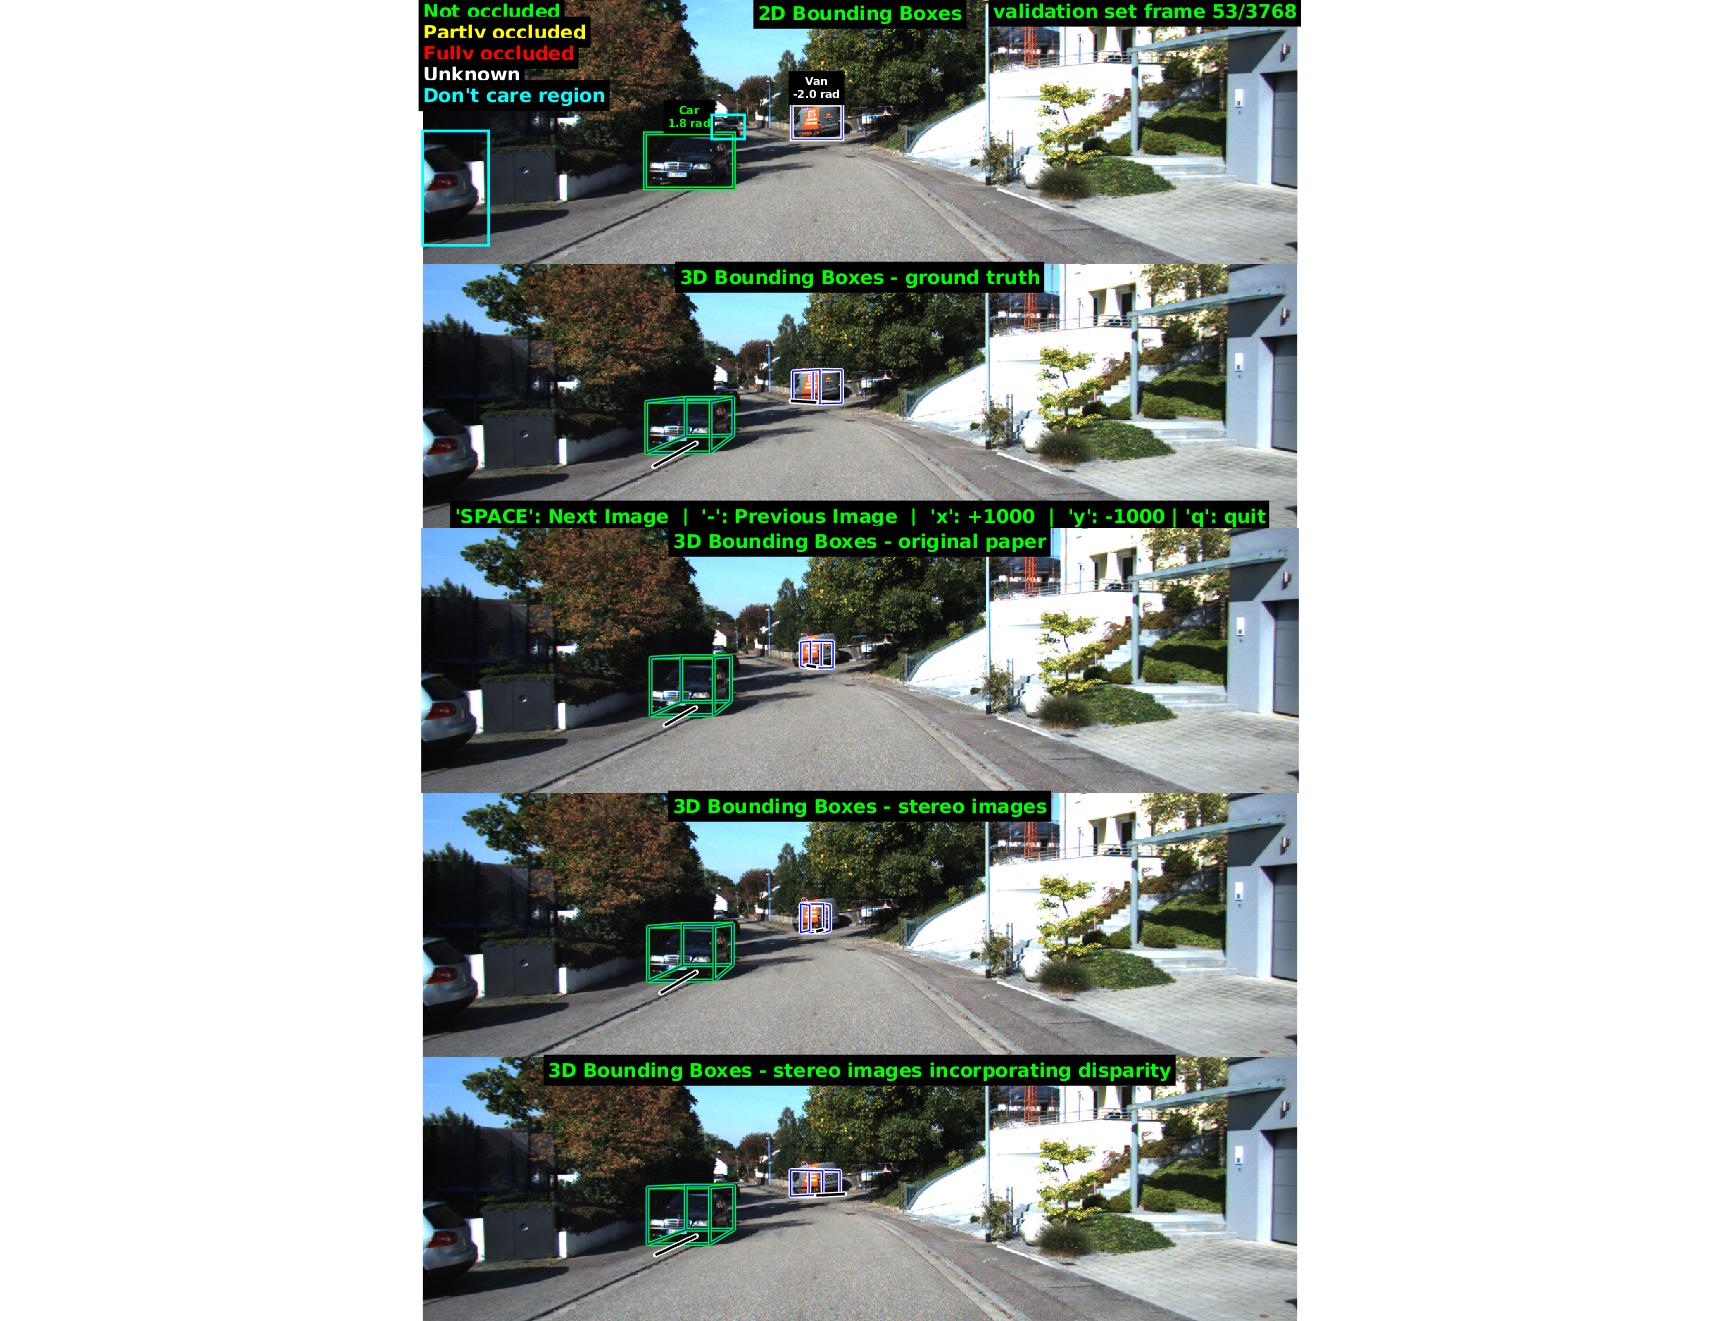 Not occluded
Partly occluded
Fully occluded
Unknown
Don't care region
2D Bounding Boxes
validation set frame 53/3768
Van
-2.0 rad
Car
1.8 rad
3D Bounding Boxes - ground truth
'SPACE': Next Image | '-': Previous Image | 'x': +1000 | 'y': -1000 | 'q': quit
3D Bounding Boxes - original paper
3D Bounding Boxes - stereo images
3D Bounding Boxes - stereo images incorporating disparity